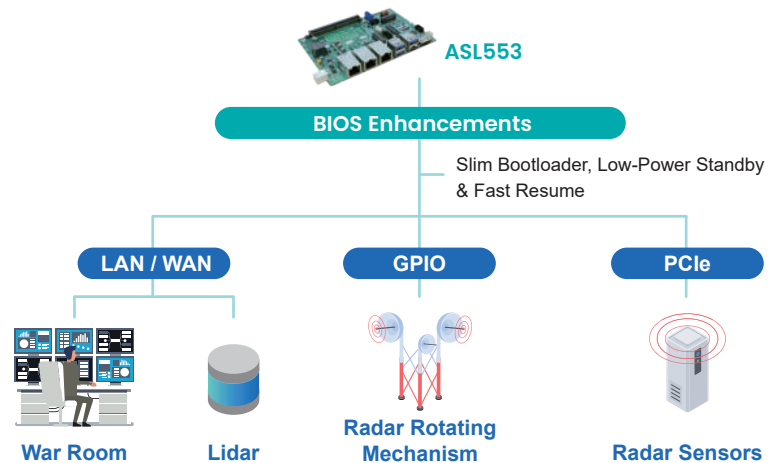 ASL553
BIOS Enhancements
Slim Bootloader, Low-Power Standby
& Fast Resume
LAN / WAN
GPIO
PCIe
War Room
Lidar
Radar Rotating
Mechanism
Radar Sensors